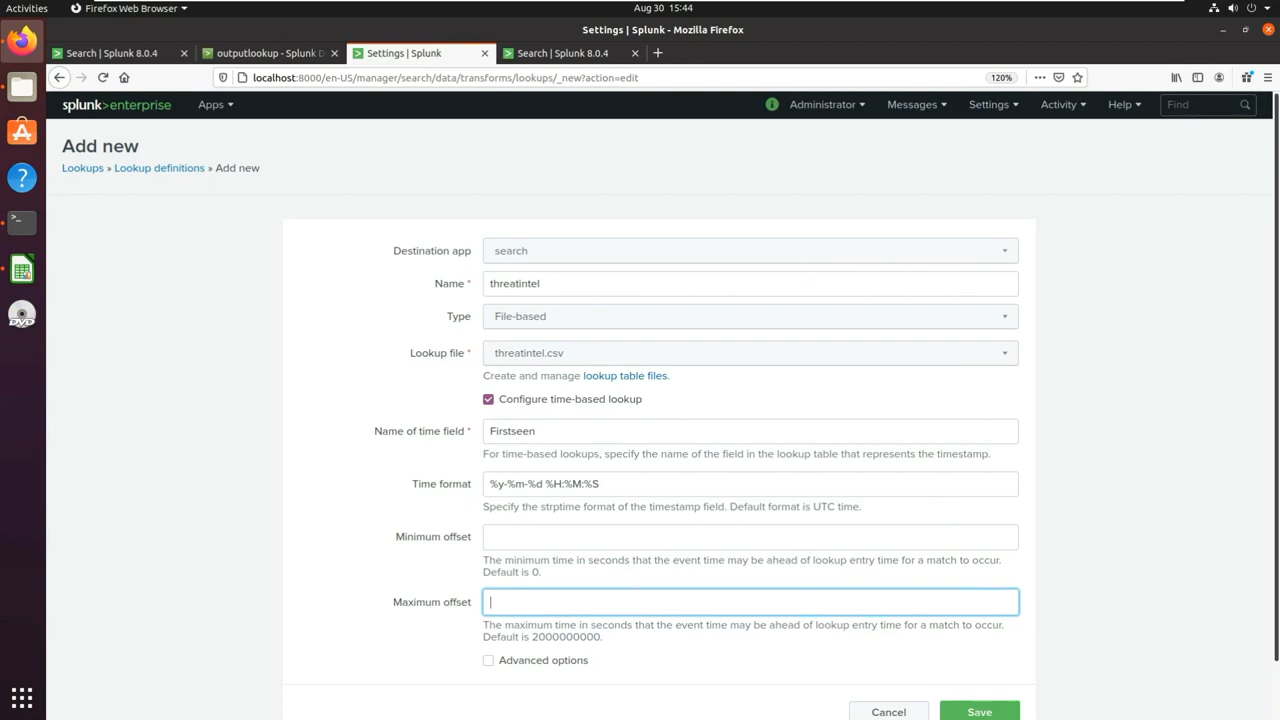 Activities
Firefox Web Browser
Aug 30 15:44
Settings | Splunk - Mozilla Firefox
Search | Splunk 8.0.4
outputlookup - Splunk D
Settings | Splunk
Search | Splunk 8.0.4
localhost:8000/en-US/manager/search/data/transforms/lookups/_new?action=edit
120%
splunk>enterprise
Apps
Administrator
Messages
Settings
Activity
Help
Find
Add new
Lookups » Lookup definitions » Add new
Destination app
search
Name *
threatintel
Type
File-based
Lookup file *
threatintel.csv
Create and manage lookup table files.
Configure time-based lookup
Name of time field *
Firstseen
For time-based lookups, specify the name of the field in the lookup table that represents the timestamp.
Time format
%y-%m-%d %H:%M:%S
Specify the strptime format of the timestamp field. Default format is UTC time.
Minimum offset
The minimum time in seconds that the event time may be ahead of lookup entry time for a match to occur.
Default is 0.
Maximum offset
The maximum time in seconds that the event time may be ahead of lookup entry time for a match to occur.
Default is 2000000000.
Advanced options
Cancel
Save
DVD